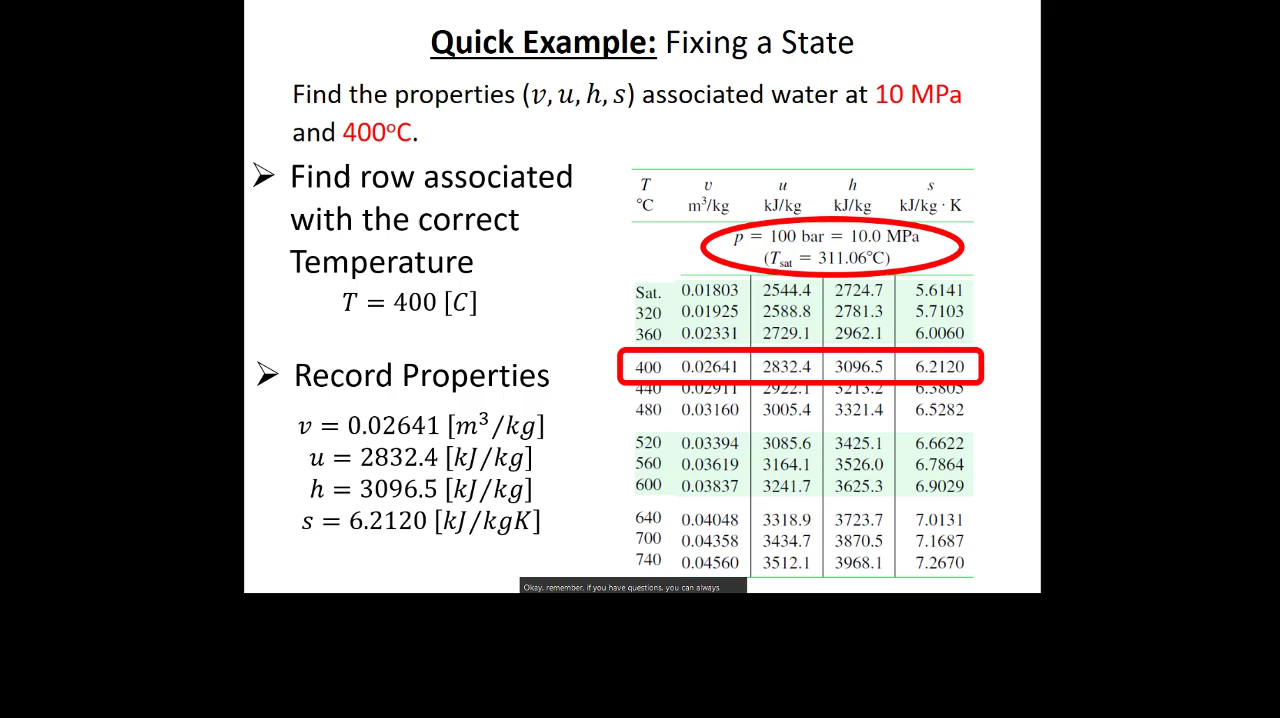 Quick Example: Fixing a State
Find the properties (v, u, h, s) associated water at 10 MPa
and 400°C.
➢ Find row associated
with the correct
Temperature
T = 400 [C]
➢ Record Properties
v = 0.02641 [m³/kg]
u = 2832.4 [kJ/kg]
h = 3096.5 [kJ/kg]
s = 6.2120 [kJ/kgK]
T v u h s
°C m³/kg kJ/kg kJ/kg kJ/kg · K
p = 100 bar = 10.0 MPa
(Tsat = 311.06°C)
Sat. 0.01803 2544.4 2724.7 5.6141
320 0.01925 2588.8 2781.3 5.7103
360 0.02331 2729.1 2962.1 6.0060
400 0.02641 2832.4 3096.5 6.2120
440 0.02911 2922.1 3213.2 6.3805
480 0.03160 3005.4 3321.4 6.5282
520 0.03394 3085.6 3425.1 6.6622
560 0.03619 3164.1 3526.0 6.7864
600 0.03837 3241.7 3625.3 6.9029
640 0.04048 3318.9 3723.7 7.0131
700 0.04358 3434.7 3870.5 7.1687
740 0.04560 3512.1 3968.1 7.2670
Okay, remember, if you have questions, you can always